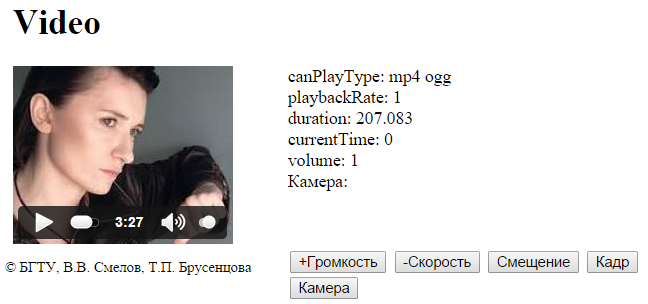 Video
canPlayType: mp4 ogg
playbackRate: 1
duration: 207.083
currentTime: 0
volume: 1
Камера:
3:27
© БГТУ, В.В. Смелов, Т.П. Брусенцова
+Громкость -Скорость Смещение Кадр
Камера